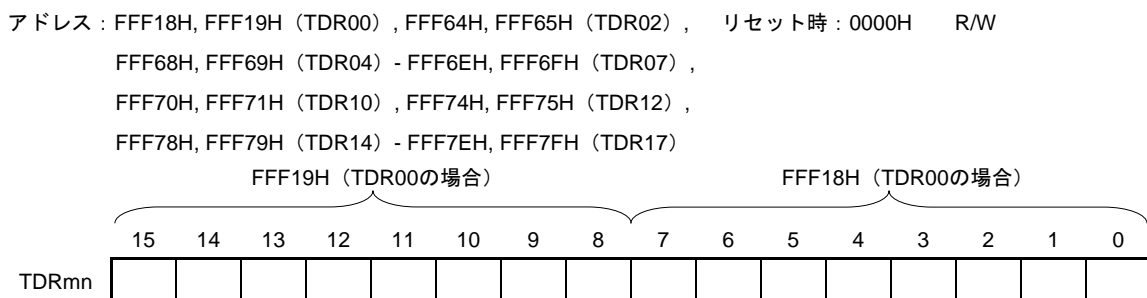 アドレス：FFF18H, FFF19H（TDR00）, FFF64H, FFF65H（TDR02）, リセット時：0000H R/W
FFF68H, FFF69H（TDR04）- FFF6EH, FFF6FH（TDR07）,
FFF70H, FFF71H（TDR10）, FFF74H, FFF75H（TDR12）,
FFF78H, FFF79H（TDR14）- FFF7EH, FFF7FH（TDR17）
FFF19H（TDR00の場合） FFF18H（TDR00の場合）
15 14 13 12 11 10 9 8 7 6 5 4 3 2 1 0
TDRmn